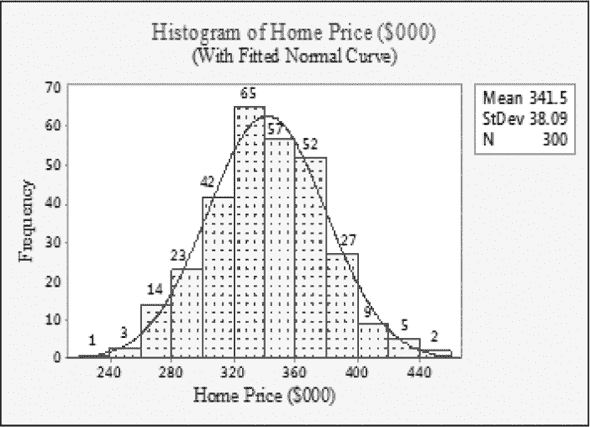 Histogram of Home Price ($000)
(With Fitted Normal Curve)
Mean 341.5
StDev 38.09
N 300
Frequency
70
60
50
40
30
20
10
0
1
3
14
23
42
65
57
52
27
9
5
2
240 280 320 360 400 440
Home Price ($000)